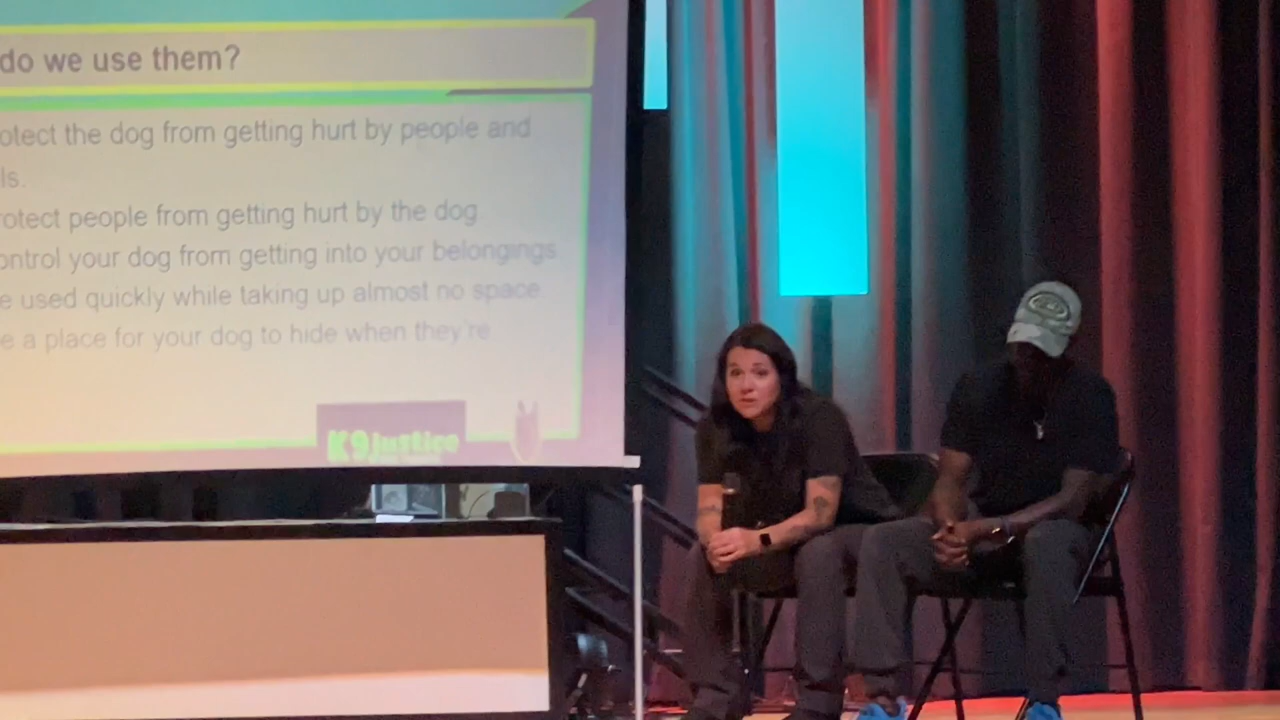 do we use them?
otect the dog from getting hurt by people and
ls.
rotect people from getting hurt by the dog
ontrol your dog from getting into your belongings
e used quickly while taking up almost no space
e a place for your dog to hide when they're
K9 Justice